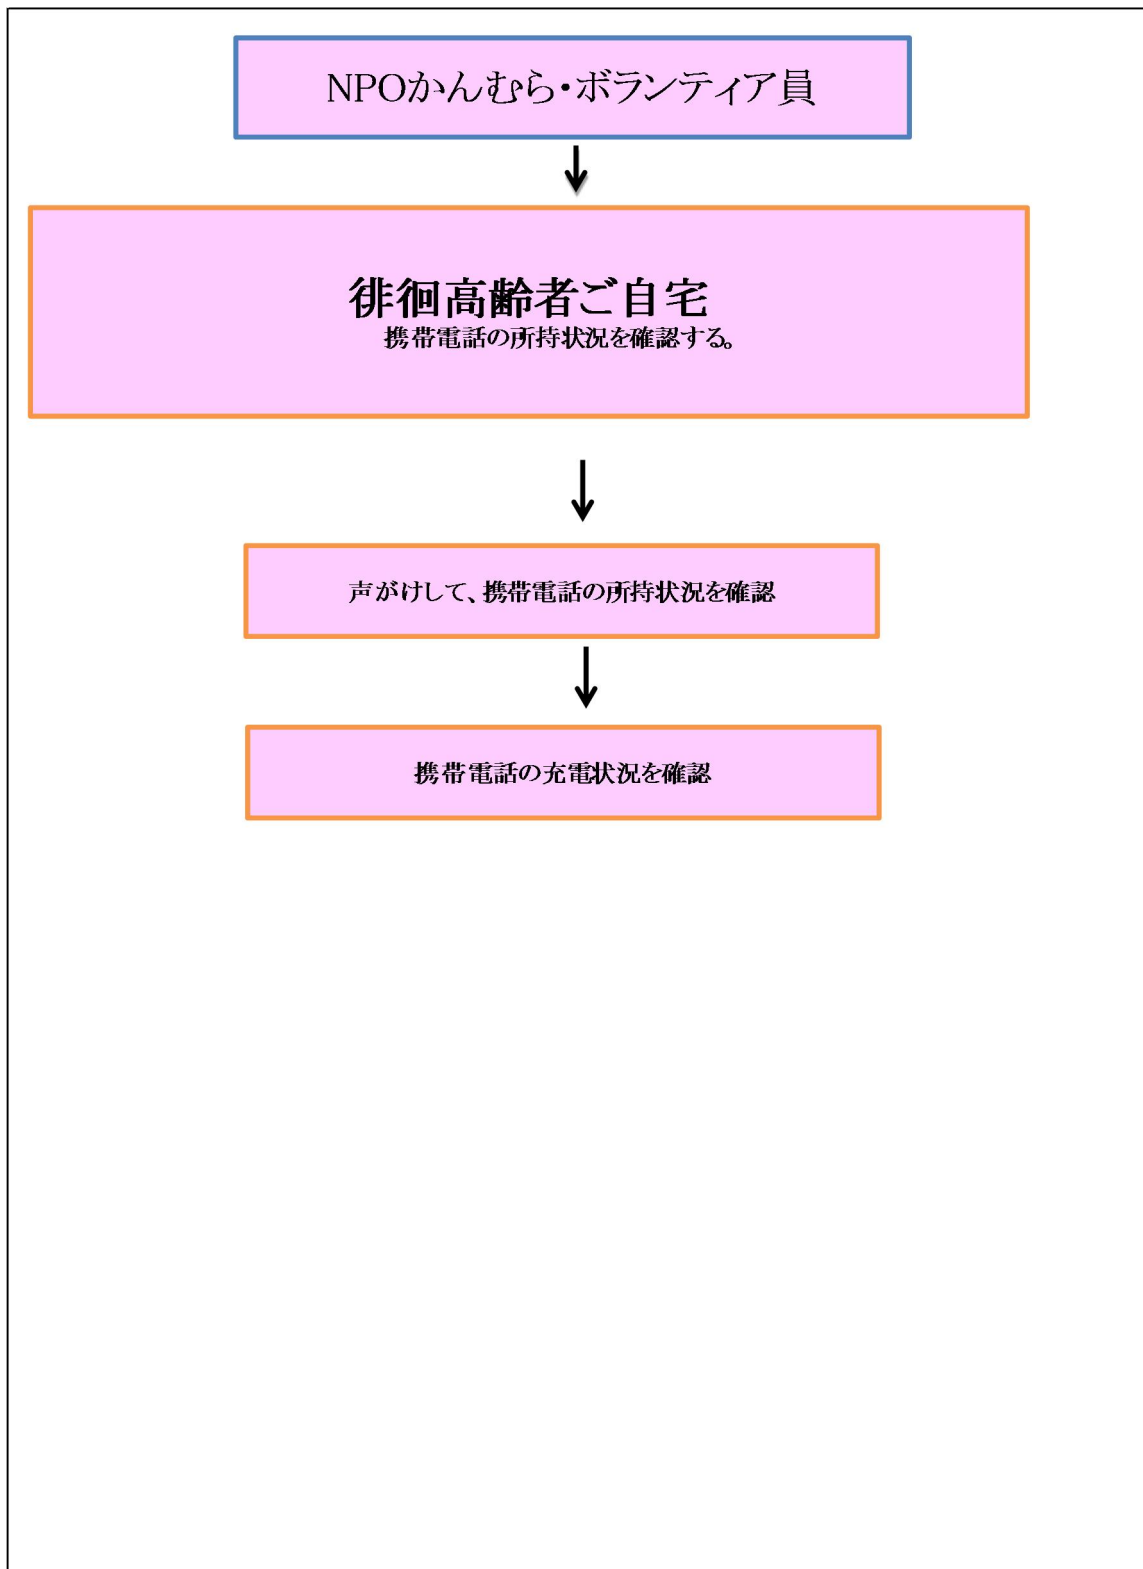 NPOかんむら・ボランティア員
徘徊高齢者ご自宅
携帯電話の所持状況を確認する。
声がけして、携帯電話の所持状況を確認
携帯電話の充電状況を確認